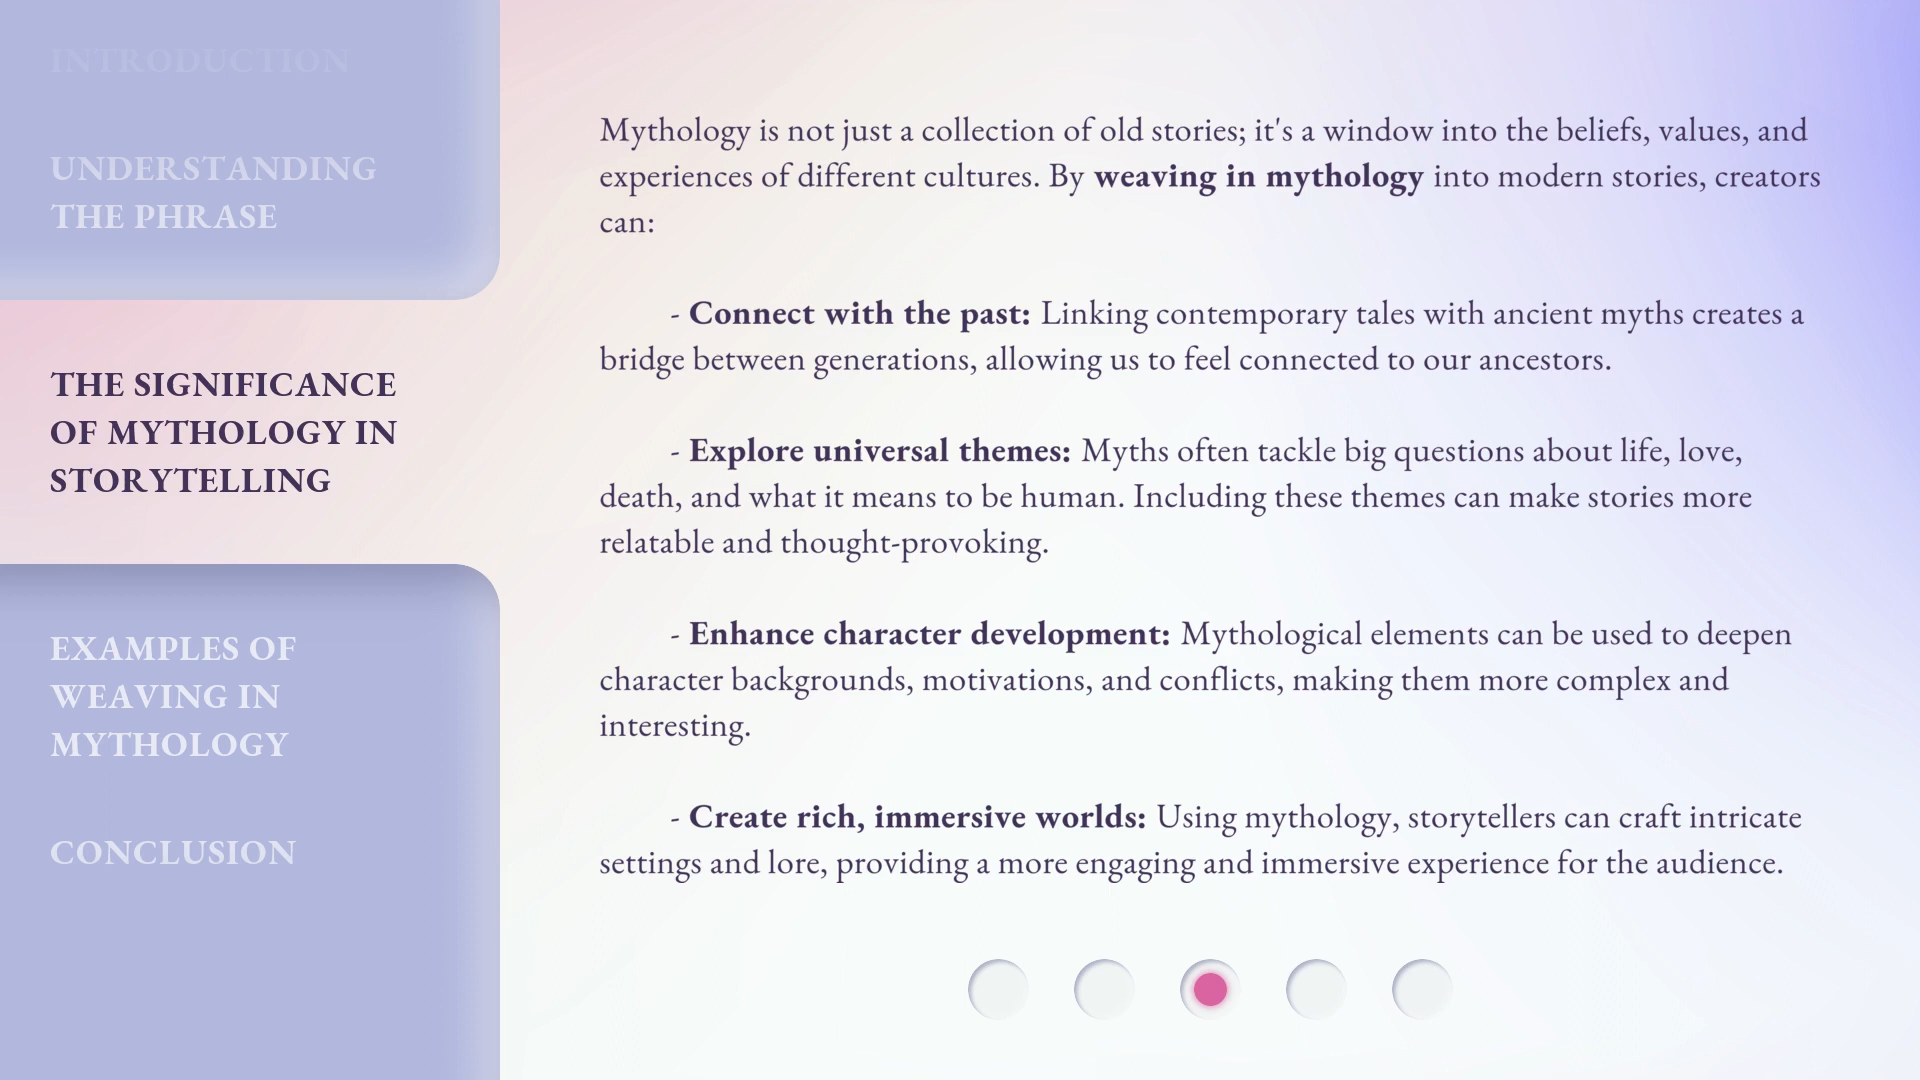 INTRODUCTION
UNDERSTANDING
THE PHRASE
THE SIGNIFICANCE
OF MYTHOLOGY IN
STORYTELLING
EXAMPLES OF
WEAVING IN
MYTHOLOGY
CONCLUSION
Mythology is not just a collection of old stories; it's a window into the beliefs, values, and
experiences of different cultures. By weaving in mythology into modern stories, creators
can:
- Connect with the past: Linking contemporary tales with ancient myths creates a
bridge between generations, allowing us to feel connected to our ancestors.
- Explore universal themes: Myths often tackle big questions about life, love,
death, and what it means to be human. Including these themes can make stories more
relatable and thought-provoking.
- Enhance character development: Mythological elements can be used to deepen
character backgrounds, motivations, and conflicts, making them more complex and
interesting.
- Create rich, immersive worlds: Using mythology, storytellers can craft intricate
settings and lore, providing a more engaging and immersive experience for the audience.